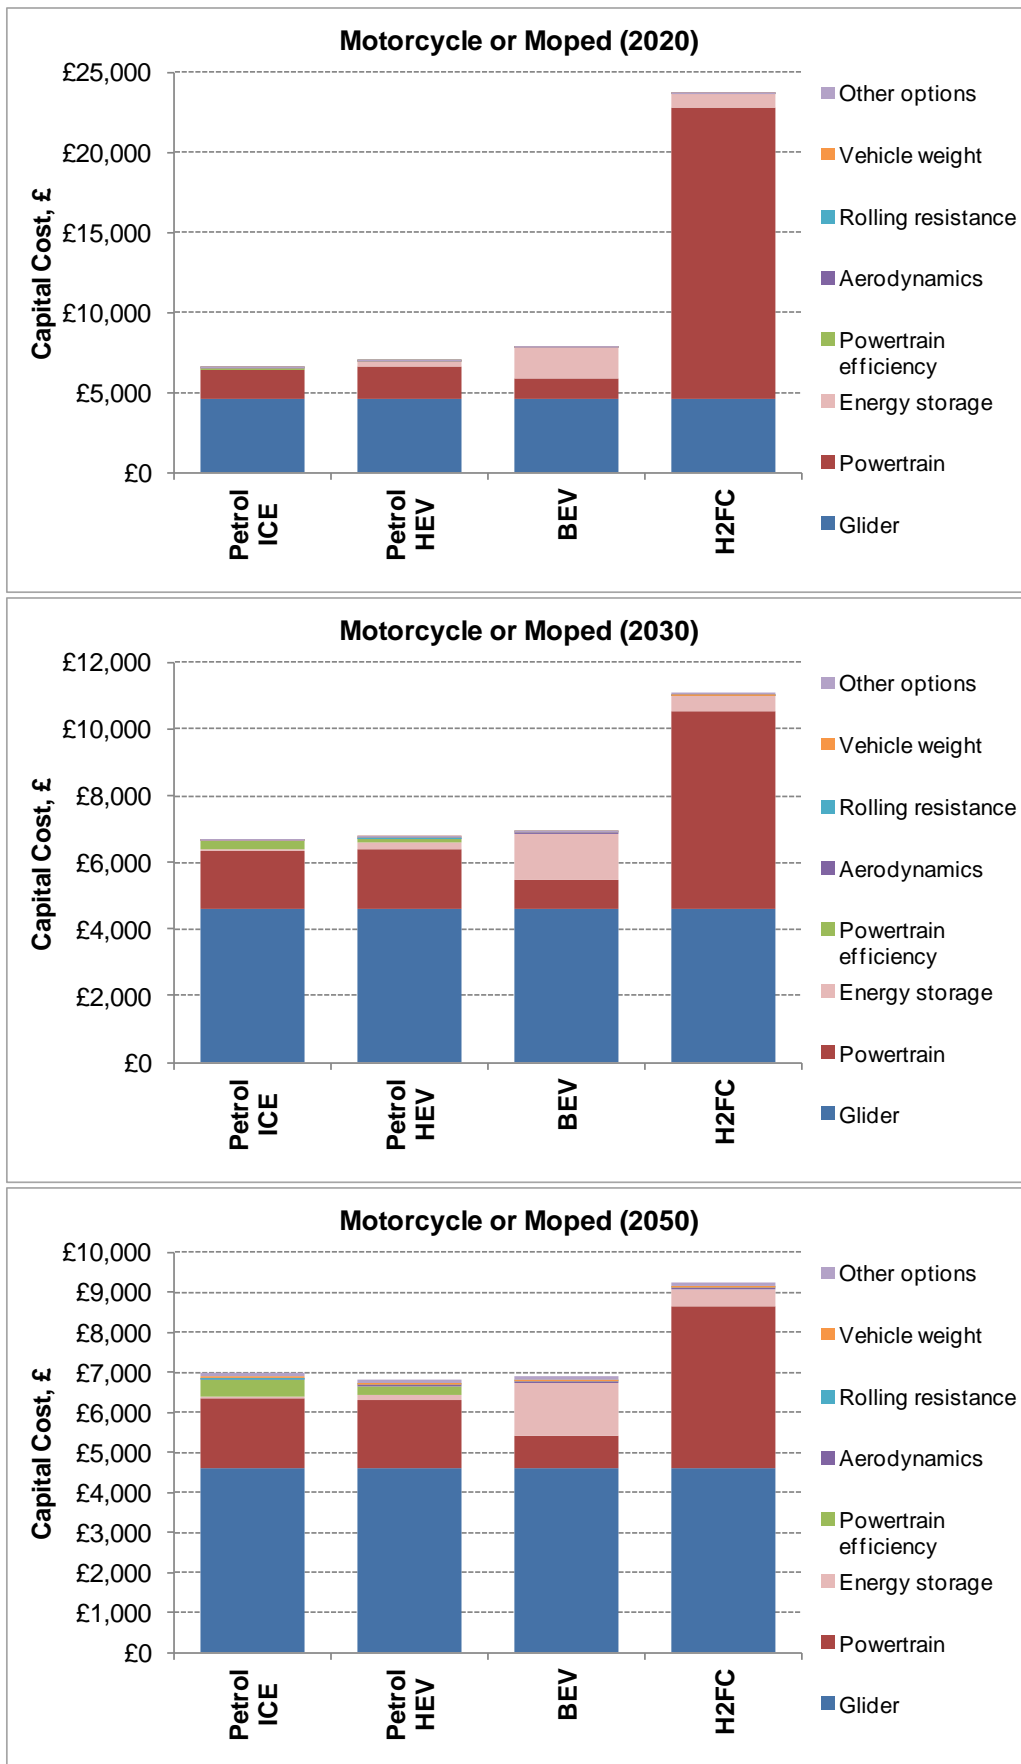 Motorcycle or Moped (2020)
Capital Cost, £
£25,000
£20,000
£15,000
£10,000
£5,000
£0
Petrol
ICE
Petrol
HEV
BEV
H2FC
Other options
Vehicle weight
Rolling resistance
Aerodynamics
Powertrain
efficiency
Energy storage
Powertrain
Glider
Motorcycle or Moped (2030)
Capital Cost, £
£12,000
£10,000
£8,000
£6,000
£4,000
£2,000
£0
Petrol
ICE
Petrol
HEV
BEV
H2FC
Other options
Vehicle weight
Rolling resistance
Aerodynamics
Powertrain
efficiency
Energy storage
Powertrain
Glider
Motorcycle or Moped (2050)
Capital Cost, £
£10,000
£9,000
£8,000
£7,000
£6,000
£5,000
£4,000
£3,000
£2,000
£1,000
£0
Petrol
ICE
Petrol
HEV
BEV
H2FC
Other options
Vehicle weight
Rolling resistance
Aerodynamics
Powertrain
efficiency
Energy storage
Powertrain
Glider